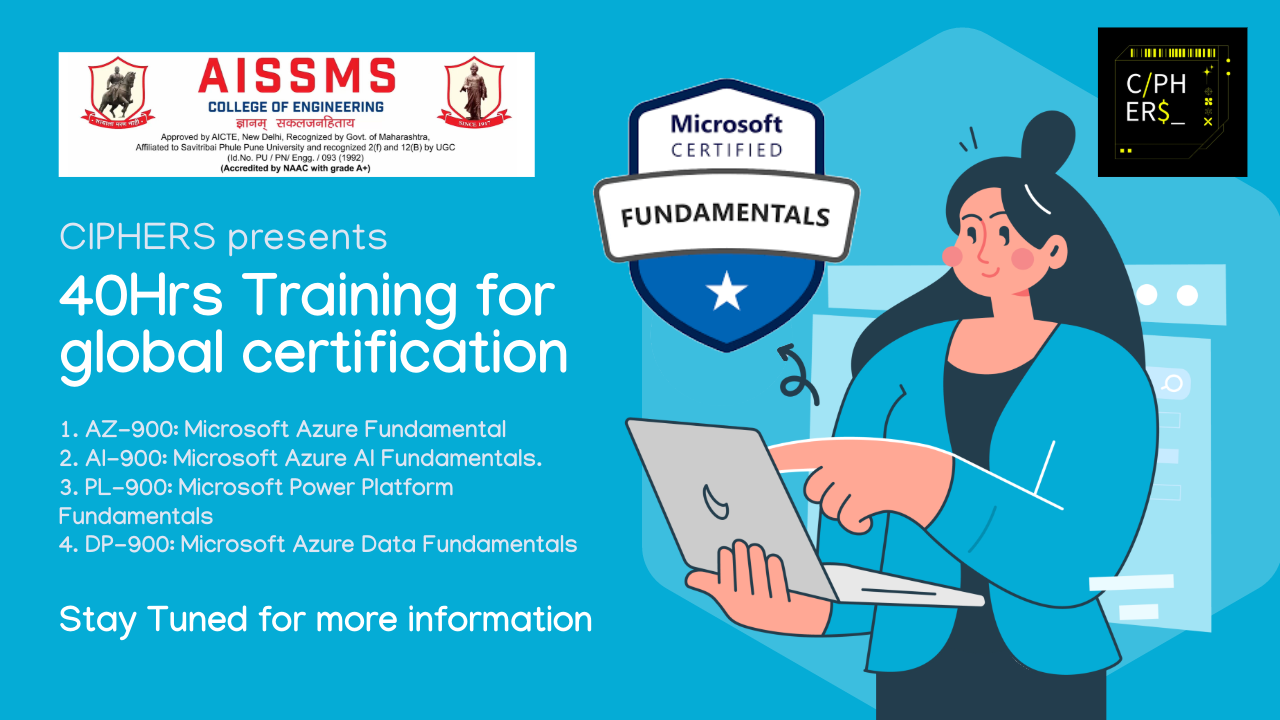 AISSMS
COLLEGE OF ENGINEERING
ज्ञानम् सकलजनहिताय
Approved by AICTE, New Delhi, Recognized by Govt. of Maharashtra,
Affiliated to Savitribai Phule Pune University and recognized 2(f) and 12(B) by UGC
(Id.No. PU / PN/ Engg. / 093 (1992)
(Accredited by NAAC with grade A+)
SINCE 1917
C/PH
ER$_
Microsoft
CERTIFIED
FUNDAMENTALS
CIPHERS presents
40Hrs Training for
global certification
1. AZ-900: Microsoft Azure Fundamental
2. AI-900: Microsoft Azure AI Fundamentals.
3. PL-900: Microsoft Power Platform
Fundamentals
4. DP-900: Microsoft Azure Data Fundamentals
Stay Tuned for more information